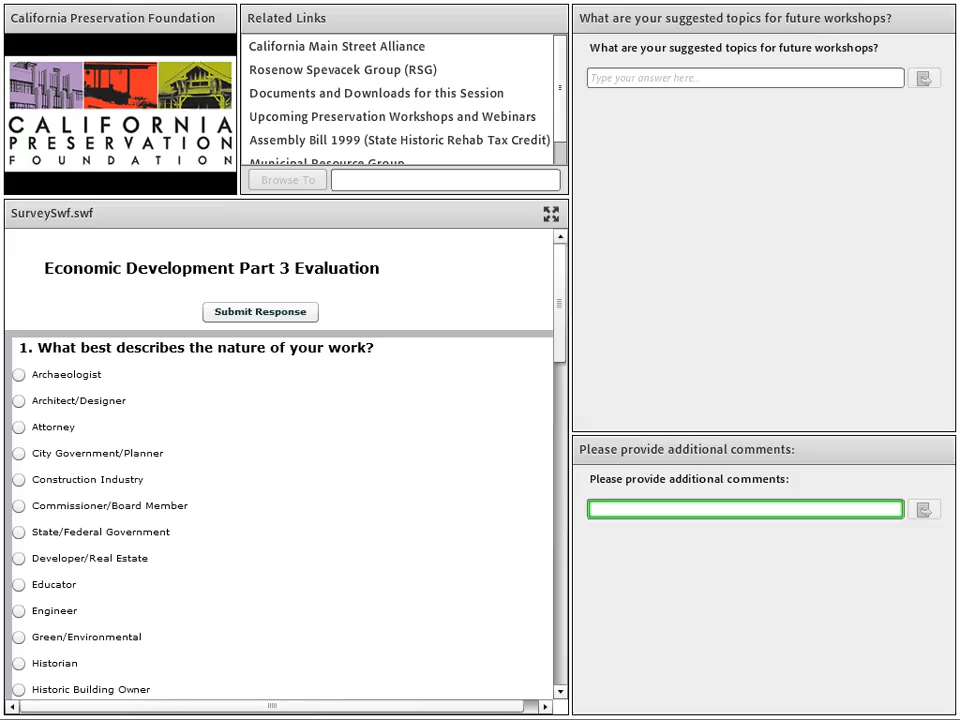 California Preservation Foundation
CALIFORNIA
PRESERVATION
FOUNDATION
Related Links
California Main Street Alliance
Rosenow Spevacek Group (RSG)
Documents and Downloads for this Session
Upcoming Preservation Workshops and Webinars
Assembly Bill 1999 (State Historic Rehab Tax Credit)
Municipal Resource Group
Browse To
What are your suggested topics for future workshops?
What are your suggested topics for future workshops?
Type your answer here...
SurveySwf.swf
Economic Development Part 3 Evaluation
Submit Response
1. What best describes the nature of your work?
Archaeologist
Architect/Designer
Attorney
City Government/Planner
Construction Industry
Commissioner/Board Member
State/Federal Government
Developer/Real Estate
Educator
Engineer
Green/Environmental
Historian
Historic Building Owner
Please provide additional comments:
Please provide additional comments: